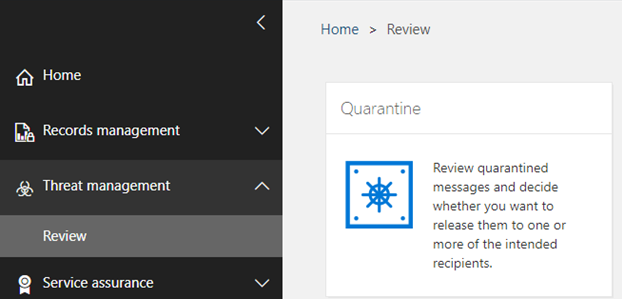 Home
Records management
Threat management
Review
Service assurance
Home > Review
Quarantine
Review quarantined
messages and decide
whether you want to
release them to one or
more of the intended
recipients.